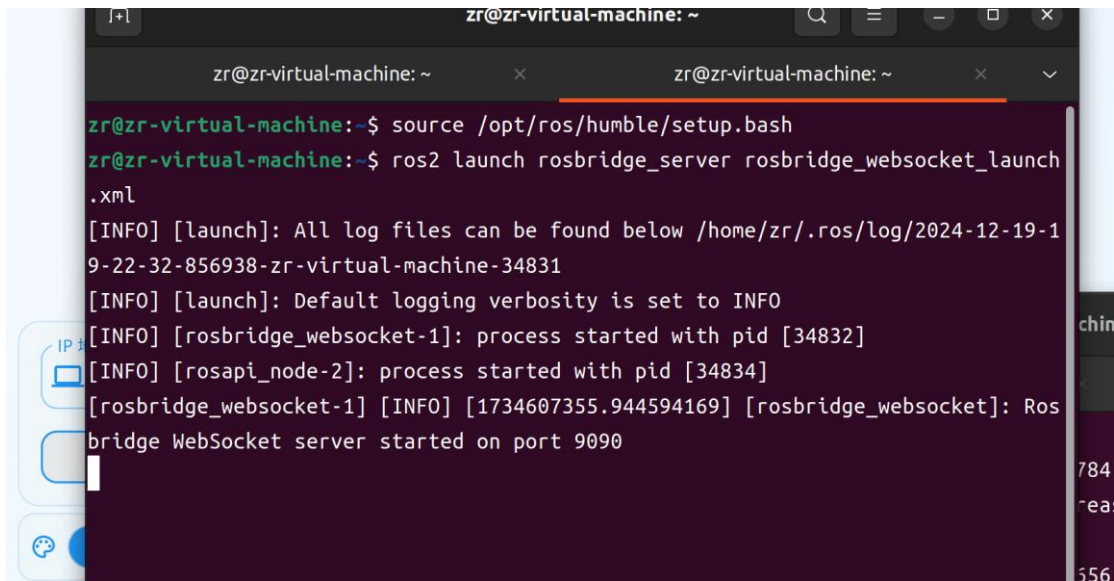 zr@zr-virtual-machine: ~
zr@zr-virtual-machine: ~
zr@zr-virtual-machine: ~
zr@zr-virtual-machine:~$ source /opt/ros/humble/setup.bash
zr@zr-virtual-machine:~$ ros2 launch rosbridge_server rosbridge_websocket_launch
.xml
[INFO] [launch]: All log files can be found below /home/zr/.ros/log/2024-12-19-1
9-22-32-856938-zr-virtual-machine-34831
[INFO] [launch]: Default logging verbosity is set to INFO
[INFO] [rosbridge_websocket-1]: process started with pid [34832]
[INFO] [rosapi_node-2]: process started with pid [34834]
[rosbridge_websocket-1] [INFO] [1734607355.944594169] [rosbridge_websocket]: Ros
bridge WebSocket server started on port 9090
IP
chin
784
reas
656